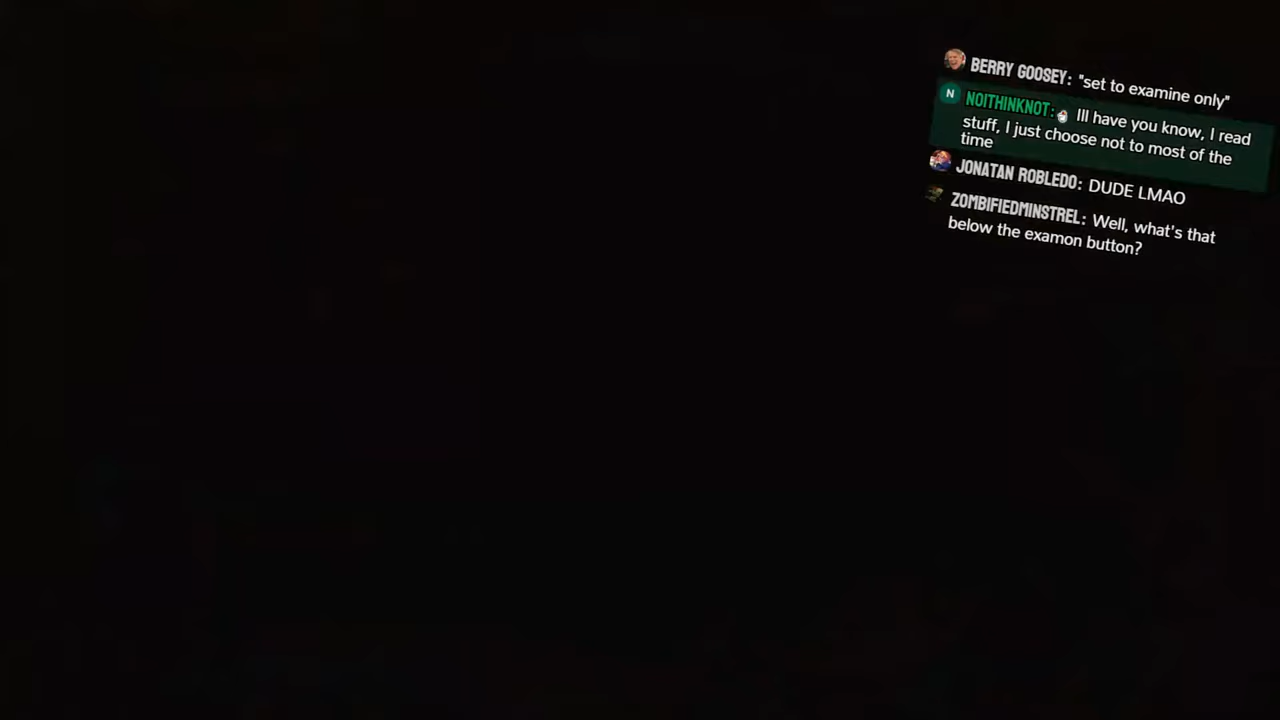 BERRY GOOSEY: "set to examine only"
N NOITHINKNOT: Ill have you know, I read
stuff, I just choose not to most of the
time
JONATAN ROBLEDO: DUDE LMAO
ZOMBIFIEDMINSTREL: Well, what's that
below the examon button?